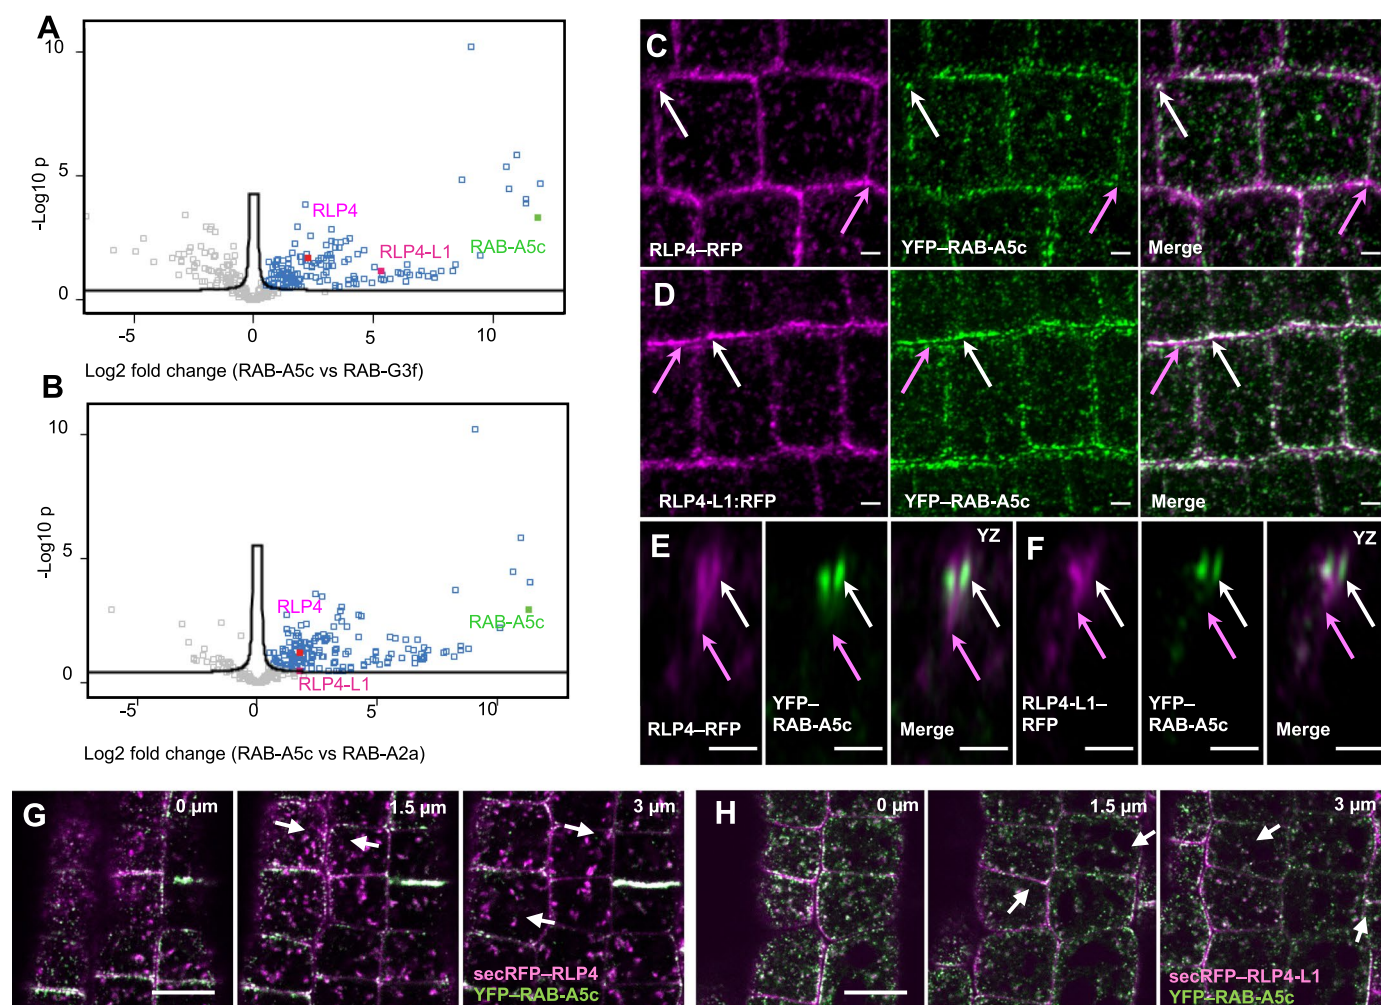 A
10
5
0
-Log10 p
RLP4
RLP4-L1
RAB-A5c
-5
0
5
10
Log2 fold change (RAB-A5c vs RAB-G3f)
B
10
5
0
-Log10 p
RLP4
RAB-A5c
RLP4-L1
-5
0
5
10
Log2 fold change (RAB-A5c vs RAB-A2a)
C
RLP4–RFP
YFP–RAB-A5c
Merge
D
RLP4-L1:RFP
YFP–RAB-A5c
Merge
E
YZ
RLP4–RFP
YFP–
RAB-A5c
Merge
F
YZ
RLP4-L1–
RFP
YFP–
RAB-A5c
Merge
G
0 µm
1.5 µm
3 µm
secRFP–RLP4
YFP–RAB-A5c
H
0 µm
1.5 µm
3 µm
secRFP–RLP4-L1
YFP–RAB-A5c